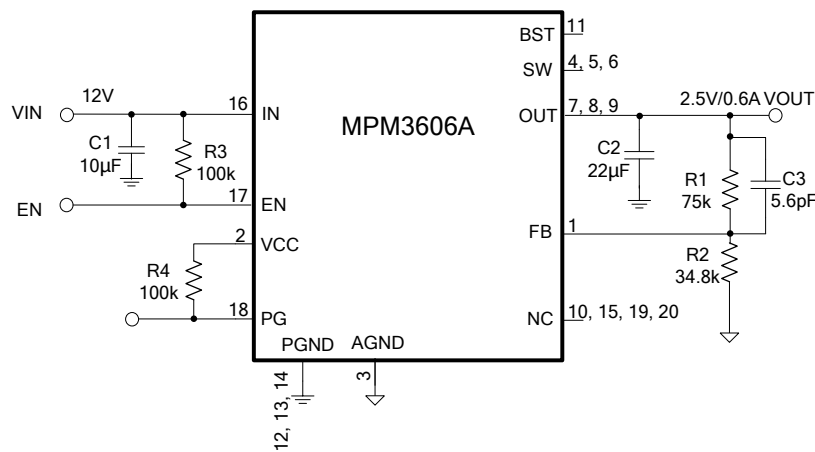 BST 11
SW 4, 5, 6
VIN 12V 16 IN
MPM3606A
OUT 7, 8, 9
2.5V/0.6A VOUT
C1
10µF
R3
100k
C2
22µF
R1
75k
C3
5.6pF
EN 17 EN
2 VCC
FB 1
R4
100k
R2
34.8k
18 PG
NC 10, 15, 19, 20
PGND AGND
12, 13, 14
3